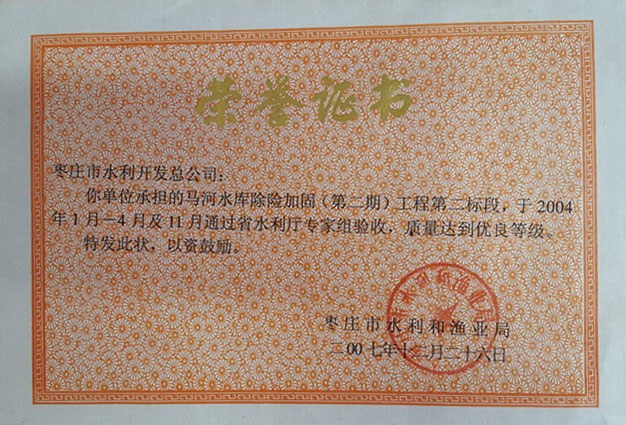 荣誉证书
枣庄市水利开发总公司：
你单位承担的马河水库除险加固（第二期）工程第二标段，于2004
年1月—4月及11月通过省水利厅专家组验收，质量达到优良等级。
特发此状，以资鼓励。
枣庄市水利和渔业局
二00七年十二月二十六日